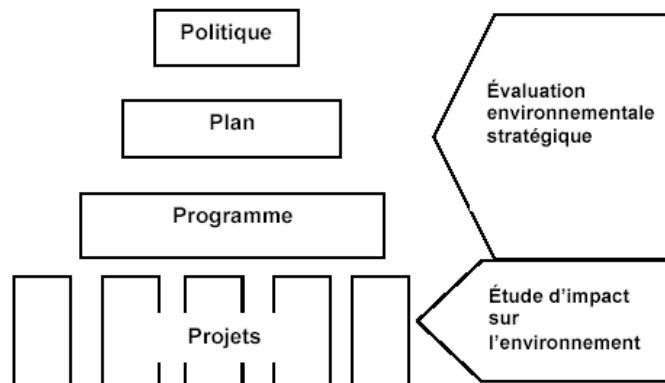 Politique
Plan
Programme
Projets
Évaluation
environnementale
stratégique
Étude d'impact
sur
l'environnement